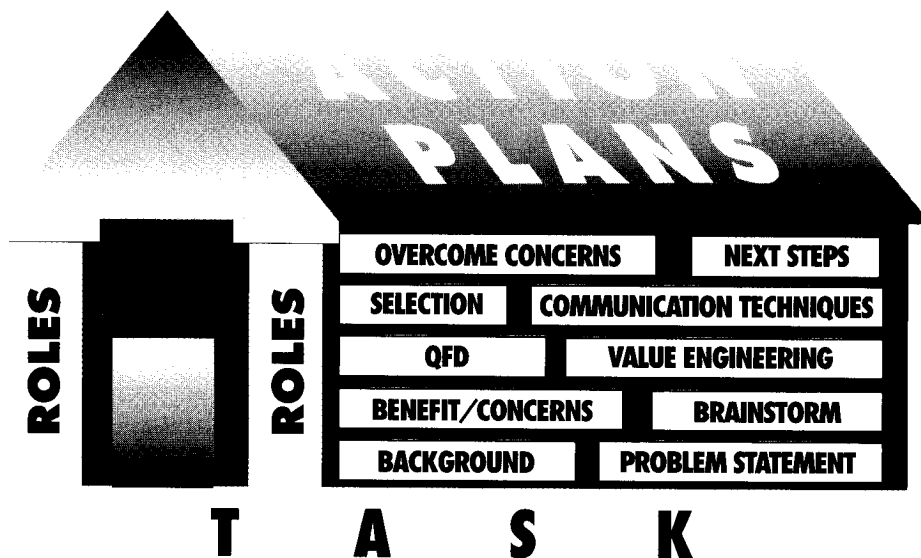 ACTION
PLANS
ROLES
ROLES
OVERCOME CONCERNS NEXT STEPS
SELECTION COMMUNICATION TECHNIQUES
QFD VALUE ENGINEERING
BENEFIT/CONCERNS BRAINSTORM
BACKGROUND PROBLEM STATEMENT
T A S K